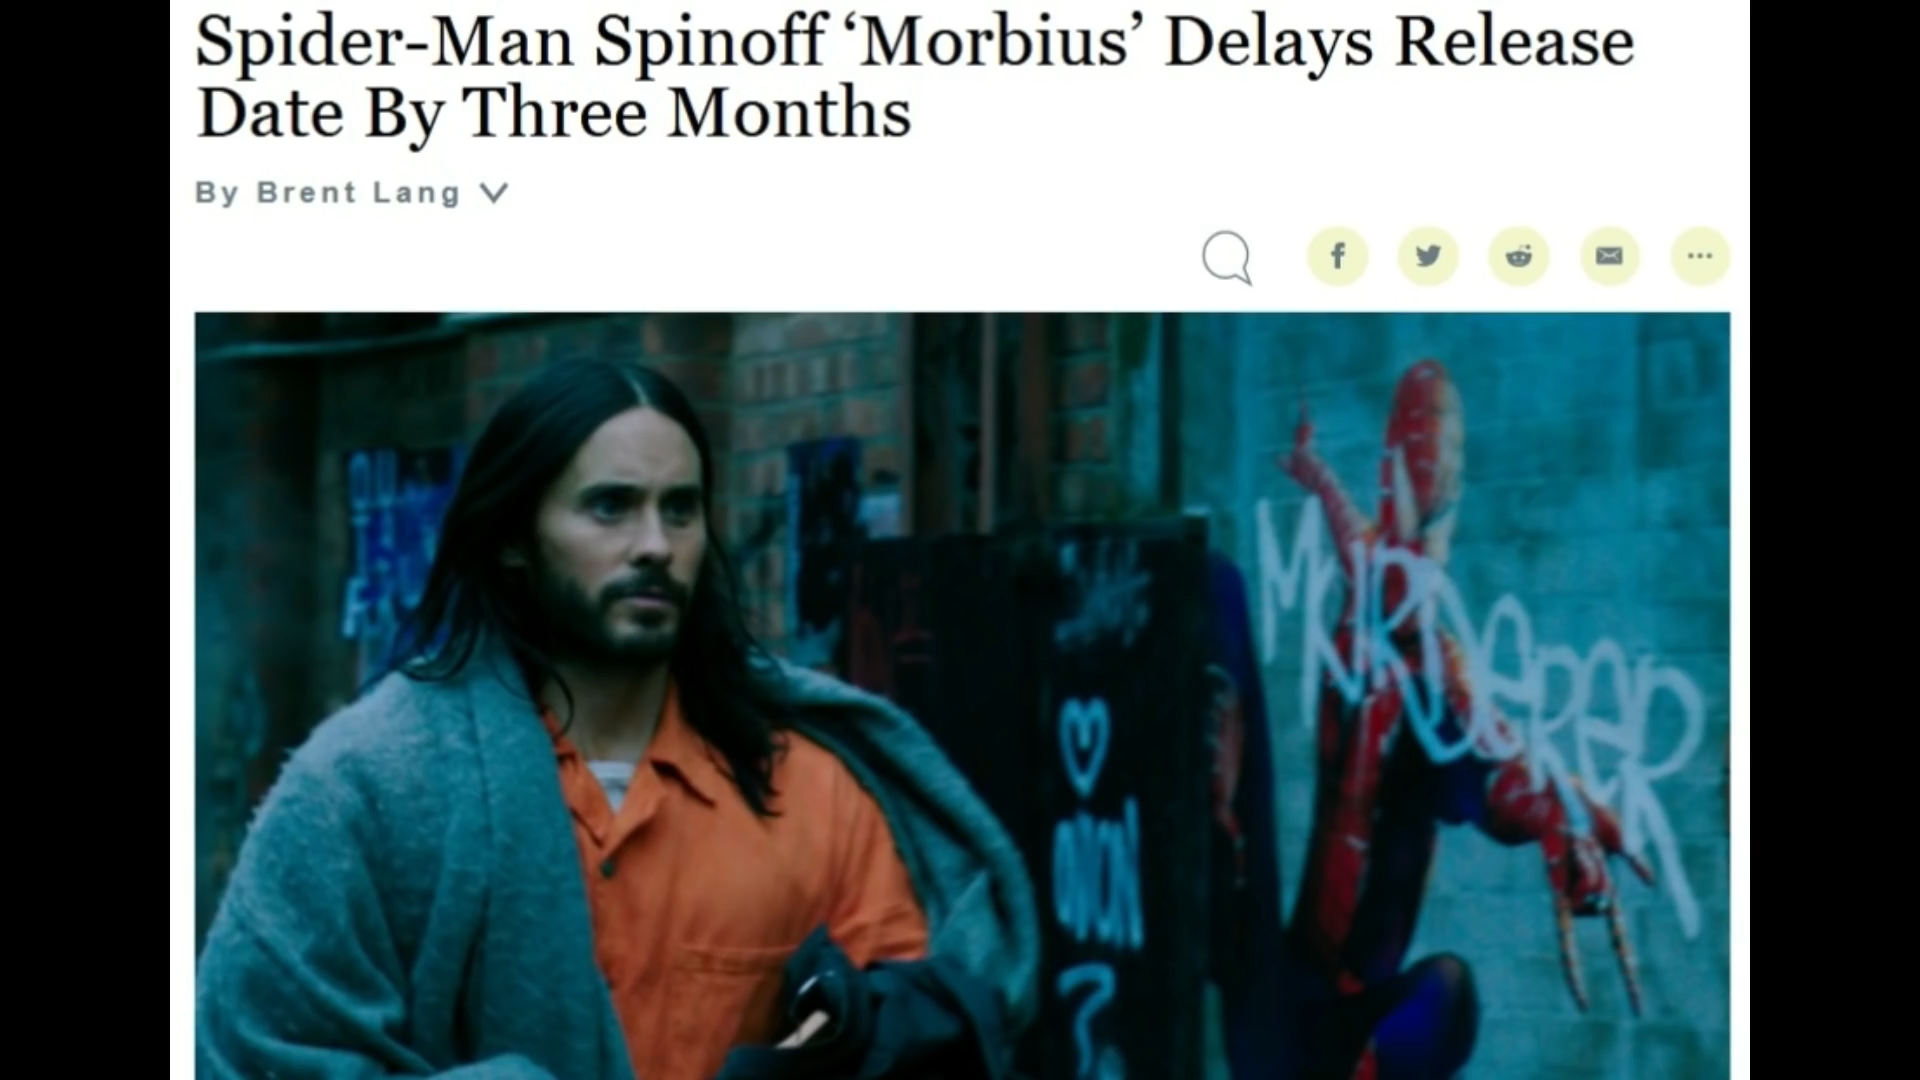 Spider-Man Spinoff ‘Morbius’ Delays Release
Date By Three Months
By Brent Lang
MURDERER